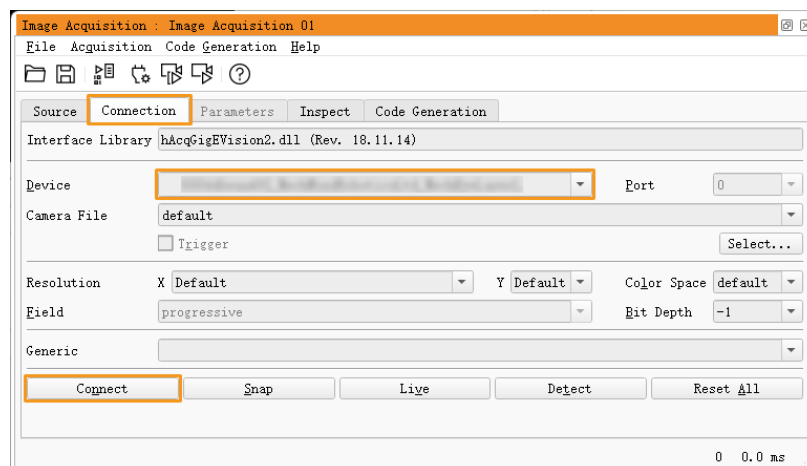 Image Acquisition : Image Acquisition 01
File Acquisition Code Generation Help
Source Connection Parameters Inspect Code Generation
Interface Library hAcqGigEVision2.dll (Rev. 18.11.14)
Device Port 0
Camera File default
Trigger Select...
Resolution X Default Y Default Color Space default
Field progressive Bit Depth -1
Generic
Connect Snap Live Detect Reset All
0 0.0 ms